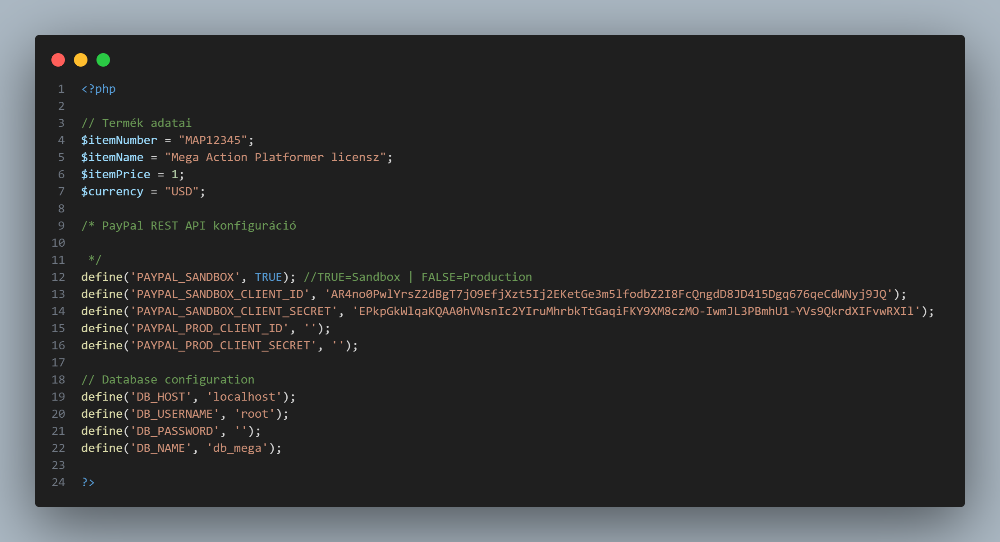 1 <?php
2
3 // Termék adatai
4 $itemNumber = "MAP12345";
5 $itemName = "Mega Action Platformer licensz";
6 $itemPrice = 1;
7 $currency = "USD";
8
9 /* PayPal REST API konfiguráció
10
11  */
12 define('PAYPAL_SANDBOX', TRUE); //TRUE=Sandbox | FALSE=Production
13 define('PAYPAL_SANDBOX_CLIENT_ID', 'AR4no0PwlYrsZ2dBgT7jO9EfjXzt5Ij2EKetGe3m5lfodbZ2I8FcQngdD8JD415Dgq676qeCdWNyj9JQ');
14 define('PAYPAL_SANDBOX_CLIENT_SECRET', 'EPkpGkWlqaKQAA0hVNsnIc2YIruMhrbkTtGaqiFKY9XM8czMO-IwmJL3PBmhU1-YVs9QkrdXIFvwRXIl');
15 define('PAYPAL_PROD_CLIENT_ID', '');
16 define('PAYPAL_PROD_CLIENT_SECRET', '');
17
18 // Database configuration
19 define('DB_HOST', 'localhost');
20 define('DB_USERNAME', 'root');
21 define('DB_PASSWORD', '');
22 define('DB_NAME', 'db_mega');
23
24 ?>